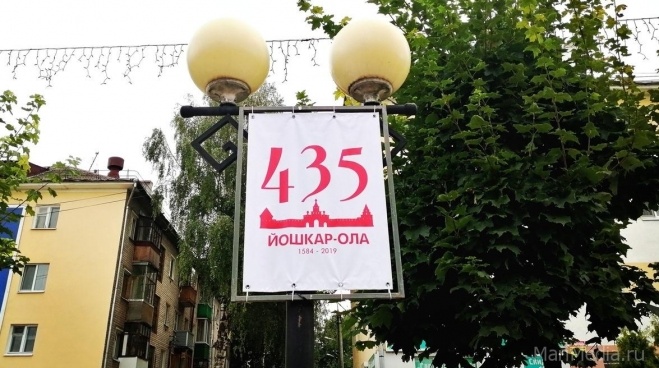 435
ЙОШКАР-ОЛА
1584 - 2019
MariMedia.ru